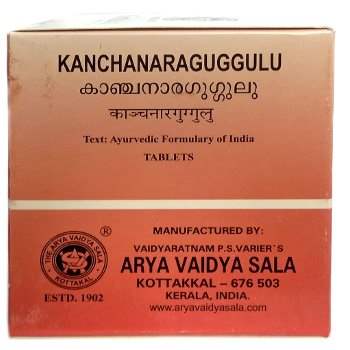 KANCHANARAGUGGULU
കാഞ്ചനാരഗുഗ്ഗുലു
काञ्चनारगुग्गुलु
Text: Ayurvedic Formulary of India
TABLETS
MANUFACTURED BY:
VAIDYARATNAM P.S.VARIER'S
ARYA VAIDYA SALA
KOTTAKKAL – 676 503
KERALA, INDIA.
www.aryavaidyasala.com
THE ARYA VAIDYA SALA
KOTTAKKAL
®
ESTD. 1902